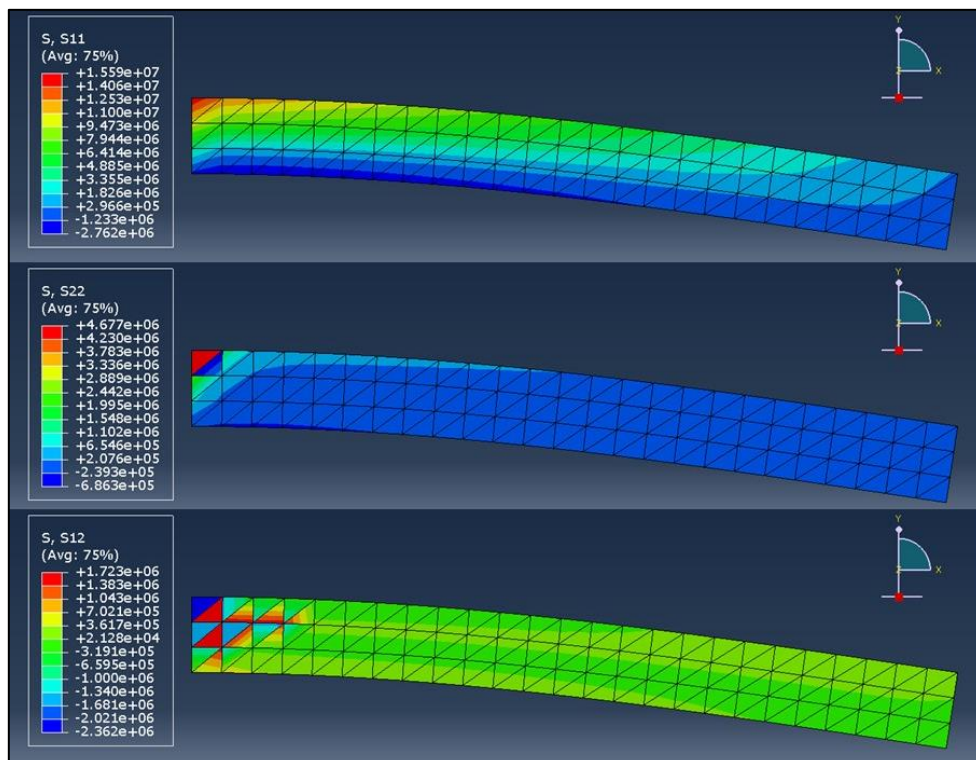 S, S11
(Avg: 75%)
+1.559e+07
+1.406e+07
+1.253e+07
+1.100e+07
+9.473e+06
+7.944e+06
+6.414e+06
+4.885e+06
+3.355e+06
+1.826e+06
+2.966e+05
-1.233e+06
-2.762e+06
Y
Z
X
S, S22
(Avg: 75%)
+4.677e+06
+4.230e+06
+3.783e+06
+3.336e+06
+2.889e+06
+2.442e+06
+1.995e+06
+1.548e+06
+1.102e+06
+6.546e+05
+2.076e+05
-2.393e+05
-6.863e+05
Y
Z
X
S, S12
(Avg: 75%)
+1.723e+06
+1.383e+06
+1.043e+06
+7.021e+05
+3.617e+05
+2.128e+04
-3.191e+05
-6.595e+05
-1.000e+06
-1.340e+06
-1.681e+06
-2.021e+06
-2.362e+06
Y
Z
X